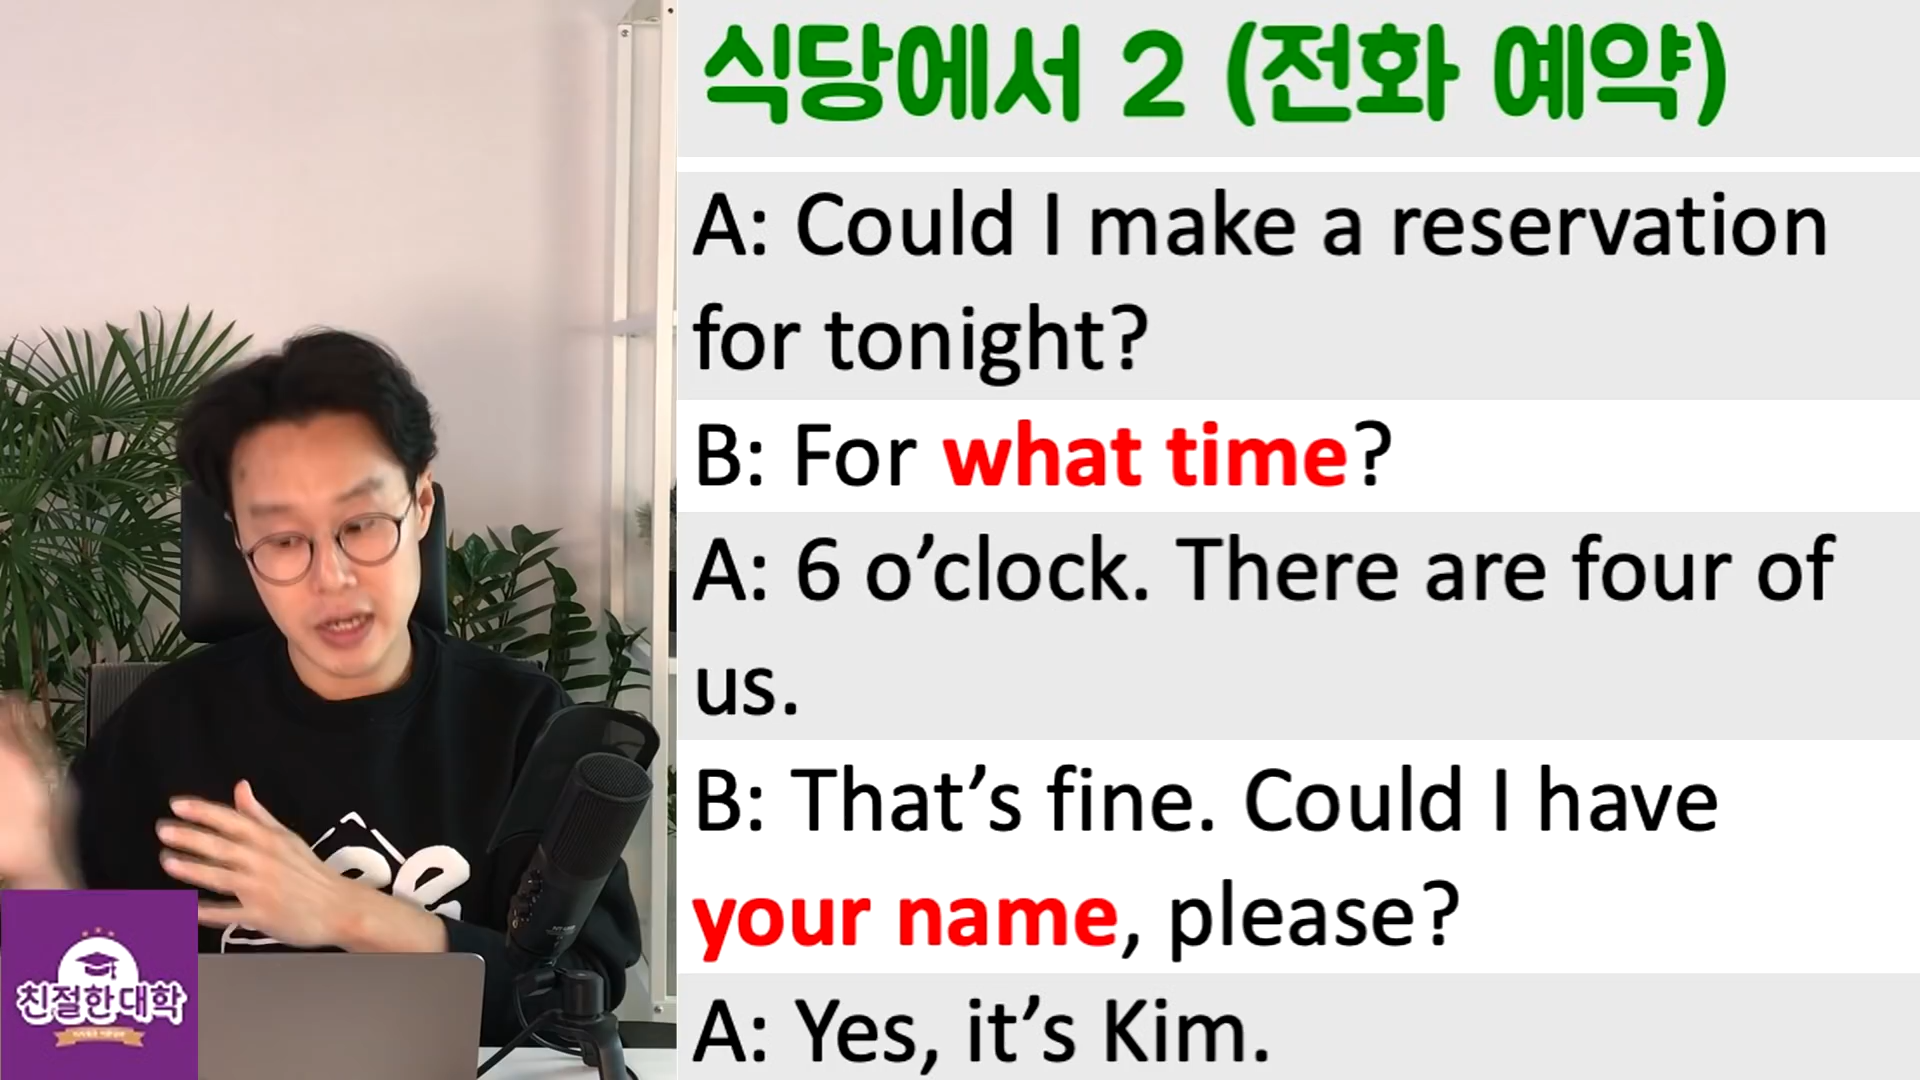 식당에서 2 (전화 예약)
A: Could I make a reservation
for tonight?
B: For what time?
A: 6 o’clock. There are four of
us.
B: That’s fine. Could I have
your name, please?
A: Yes, it’s Kim.
친절한대학